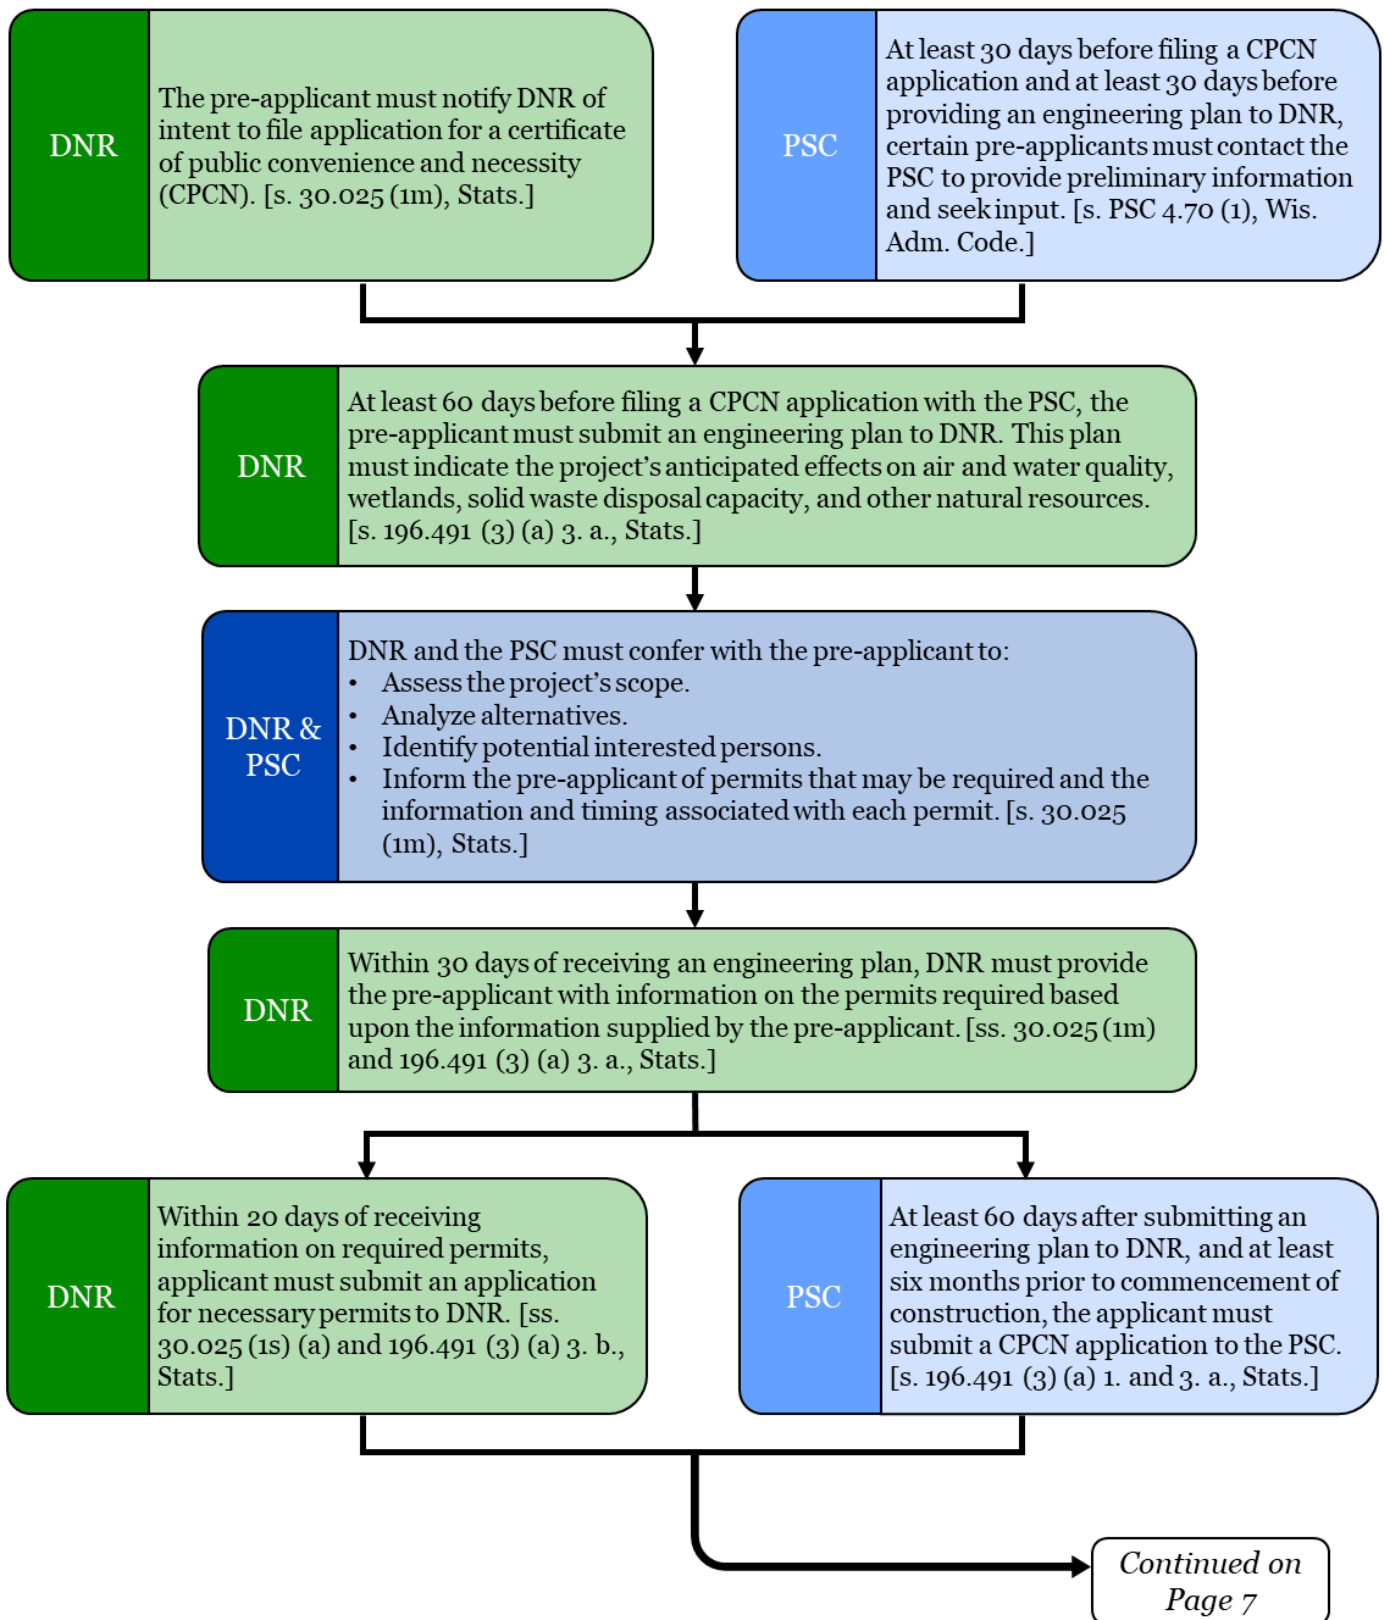 DNR
The pre-applicant must notify DNR of
intent to file application for a certificate
of public convenience and necessity
(CPCN). [s. 30.025 (1m), Stats.]
PSC
At least 30 days before filing a CPCN
application and at least 30 days before
providing an engineering plan to DNR,
certain pre-applicants must contact the
PSC to provide preliminary information
and seek input. [s. PSC 4.70 (1), Wis.
Adm. Code.]
DNR
At least 60 days before filing a CPCN application with the PSC, the
pre-applicant must submit an engineering plan to DNR. This plan
must indicate the project’s anticipated effects on air and water quality,
wetlands, solid waste disposal capacity, and other natural resources.
[s. 196.491 (3) (a) 3. a., Stats.]
DNR &
PSC
DNR and the PSC must confer with the pre-applicant to:
• Assess the project’s scope.
• Analyze alternatives.
• Identify potential interested persons.
• Inform the pre-applicant of permits that may be required and the
information and timing associated with each permit. [s. 30.025
(1m), Stats.]
DNR
Within 30 days of receiving an engineering plan, DNR must provide
the pre-applicant with information on the permits required based
upon the information supplied by the pre-applicant. [ss. 30.025 (1m)
and 196.491 (3) (a) 3. a., Stats.]
DNR
Within 20 days of receiving
information on required permits,
applicant must submit an application
for necessary permits to DNR. [ss.
30.025 (1s) (a) and 196.491 (3) (a) 3. b.,
Stats.]
PSC
At least 60 days after submitting an
engineering plan to DNR, and at least
six months prior to commencement of
construction, the applicant must
submit a CPCN application to the PSC.
[s. 196.491 (3) (a) 1. and 3. a., Stats.]
Continued on
Page 7